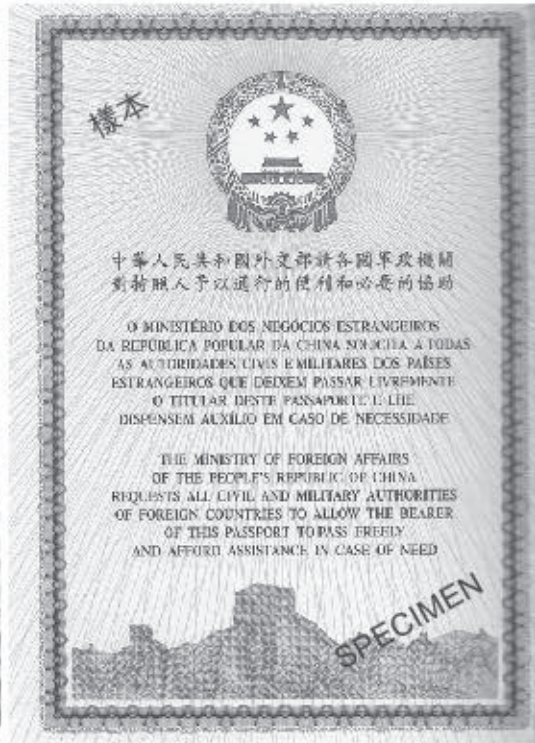 樣本
中華人民共和國外交部請各國軍政機關
對持照人予以通行的便利和必要的協助
O MINISTÉRIO DOS NEGÓCIOS ESTRANGEIROS
DA REPÚBLICA POPULAR DA CHINA SOLICITA A TODAS
AS AUTORIDADES CIVIS E MILITARES DOS PAÍSES
ESTRANGEIROS QUE DEIXEM PASSAR LIVREMENTE
O TITULAR DESTE PASSAPORTE E LHE
DISPENSEM AUXÍLIO EM CASO DE NECESSIDADE
THE MINISTRY OF FOREIGN AFFAIRS
OF THE PEOPLE'S REPUBLIC OF CHINA
REQUESTS ALL CIVIL AND MILITARY AUTHORITIES
OF FOREIGN COUNTRIES TO ALLOW THE BEARER
OF THIS PASSPORT TO PASS FREELY
AND AFFORD ASSISTANCE IN CASE OF NEED
SPECIMEN